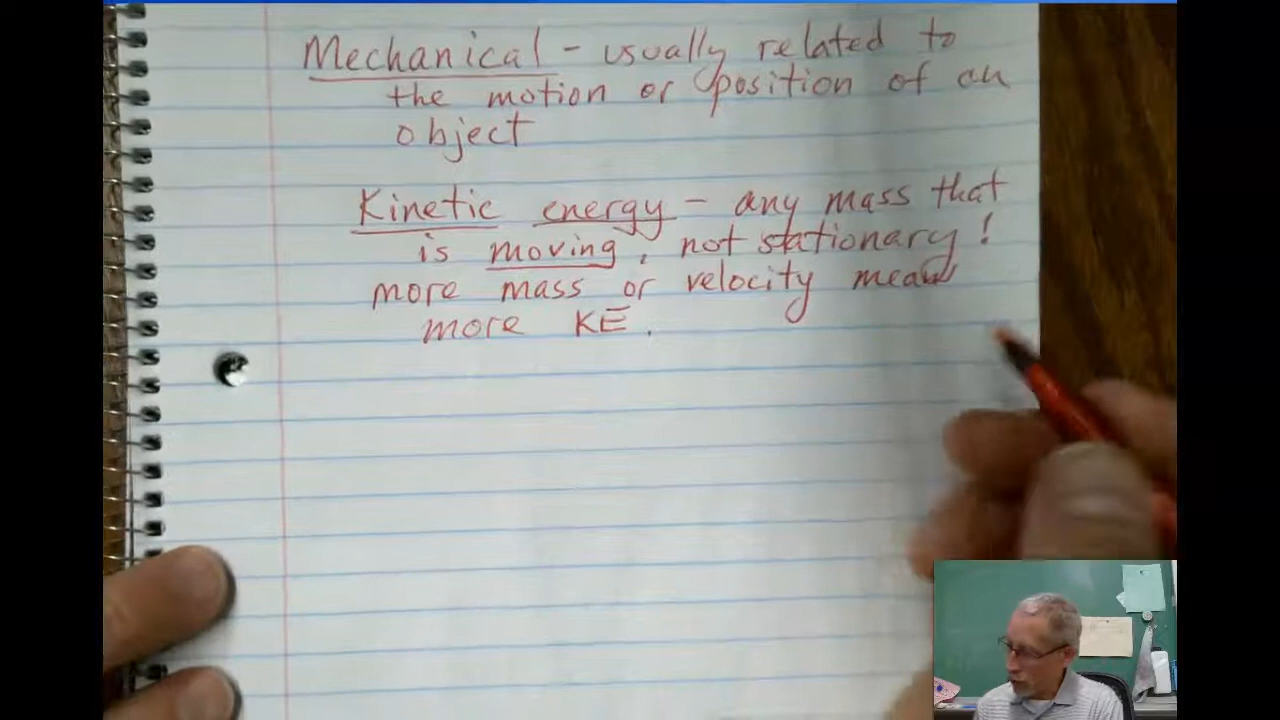 Mechanical - usually related to
the motion or position of an
object
Kinetic energy - any mass that
is moving, not stationary!
more mass or velocity means
more KE.